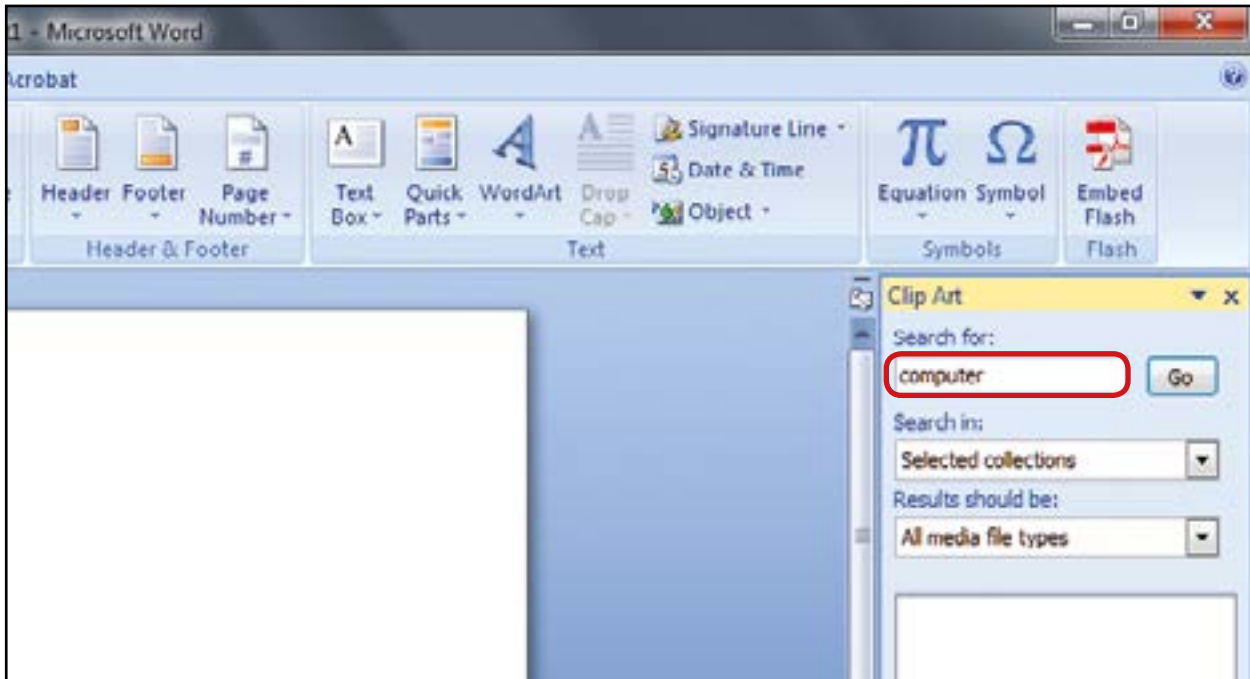 1 - Microsoft Word
Acrobat
Header Footer Page Number
Text Box Quick Parts WordArt Drop Cap
Signature Line
Date & Time
Object
Equation Symbol Embed Flash
Header & Footer Text Symbols Flash
Clip Art
Search for:
computer Go
Search in:
Selected collections
Results should be:
All media file types